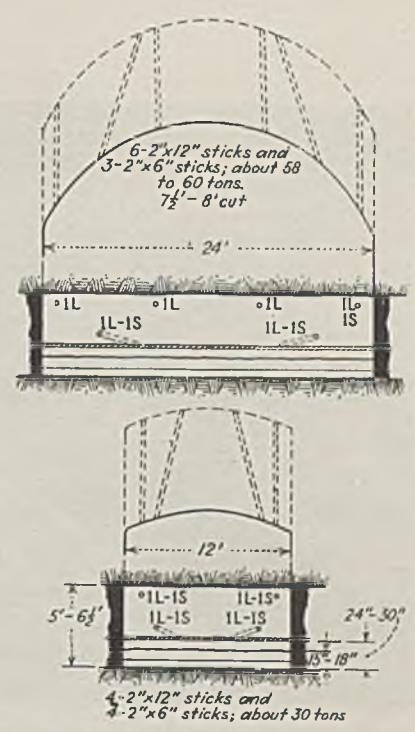 6-2"x12" sticks and
3-2"x6" sticks; about 58
to 60 tons.
7½'-8' cut
24'
1L 1L 1L 1L
1S
1L-1S 1L-1S
12'
1L-1S 1L-1S
1L-1S 1L-1S
5'-6½'
24"-30"
15"-18"
4-2"x12" sticks and
4-2"x6" sticks; about 30 tons